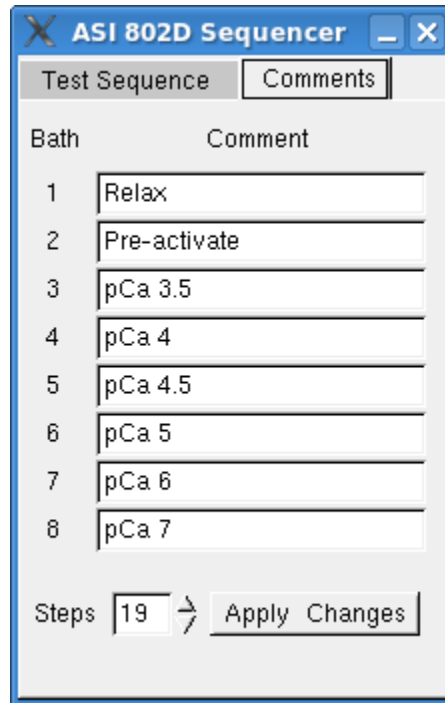 ASI 802D Sequencer
Test Sequence Comments
Bath Comment
1 Relax
2 Pre-activate
3 pCa 3.5
4 pCa 4
5 pCa 4.5
6 pCa 5
7 pCa 6
8 pCa 7
Steps 19 Apply Changes